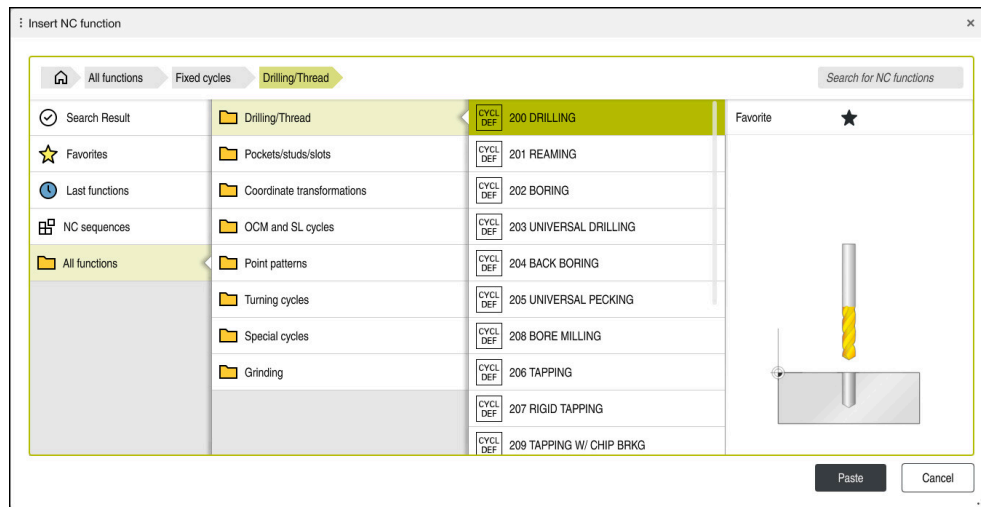 Insert NC function
All functions
Fixed cycles
Drilling/Thread
Search for NC functions
Search Result
Favorites
Last functions
NC sequences
All functions
Drilling/Thread
Pockets/studs/slots
Coordinate transformations
OCM and SL cycles
Point patterns
Turning cycles
Special cycles
Grinding
CYCL
DEF
200 DRILLING
CYCL
DEF
201 REAMING
CYCL
DEF
202 BORING
CYCL
DEF
203 UNIVERSAL DRILLING
CYCL
DEF
204 BACK BORING
CYCL
DEF
205 UNIVERSAL PECKING
CYCL
DEF
208 BORE MILLING
CYCL
DEF
206 TAPPING
CYCL
DEF
207 RIGID TAPPING
CYCL
DEF
209 TAPPING W/ CHIP BRKG
Favorite
Paste
Cancel